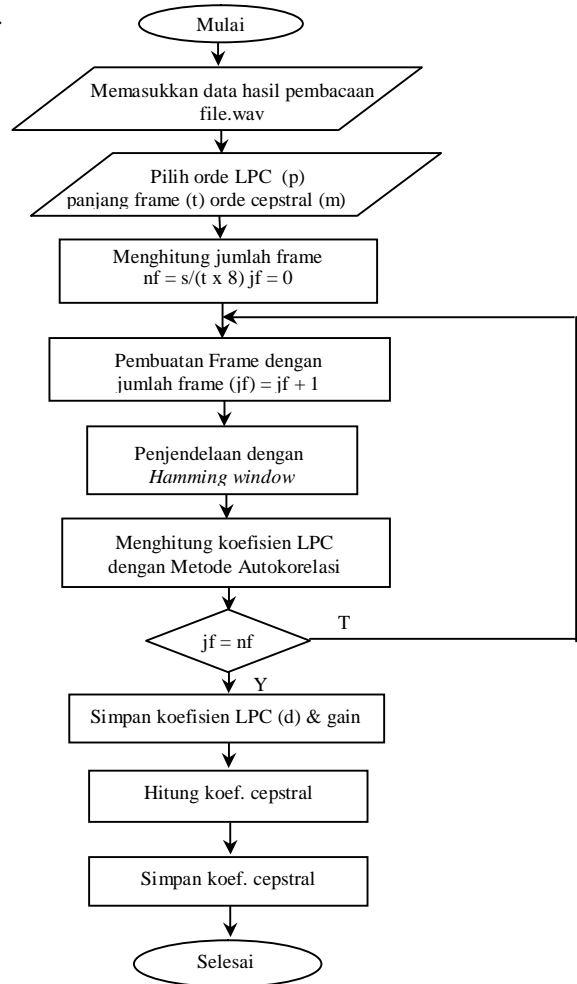 Mulai
Memasukkan data hasil pembacaan
file.wav
Pilih orde LPC (p)
panjang frame (t) orde cepstral (m)
Menghitung jumlah frame
nf = s/(t x 8) jf = 0
Pembuatan Frame dengan
jumlah frame (jf) = jf + 1
Penjendelaan dengan
Hamming window
Menghitung koefisien LPC
dengan Metode Autokorelasi
jf = nf
T
Y
Simpan koefisien LPC (d) & gain
Hitung koef. cepstral
Simpan koef. cepstral
Selesai